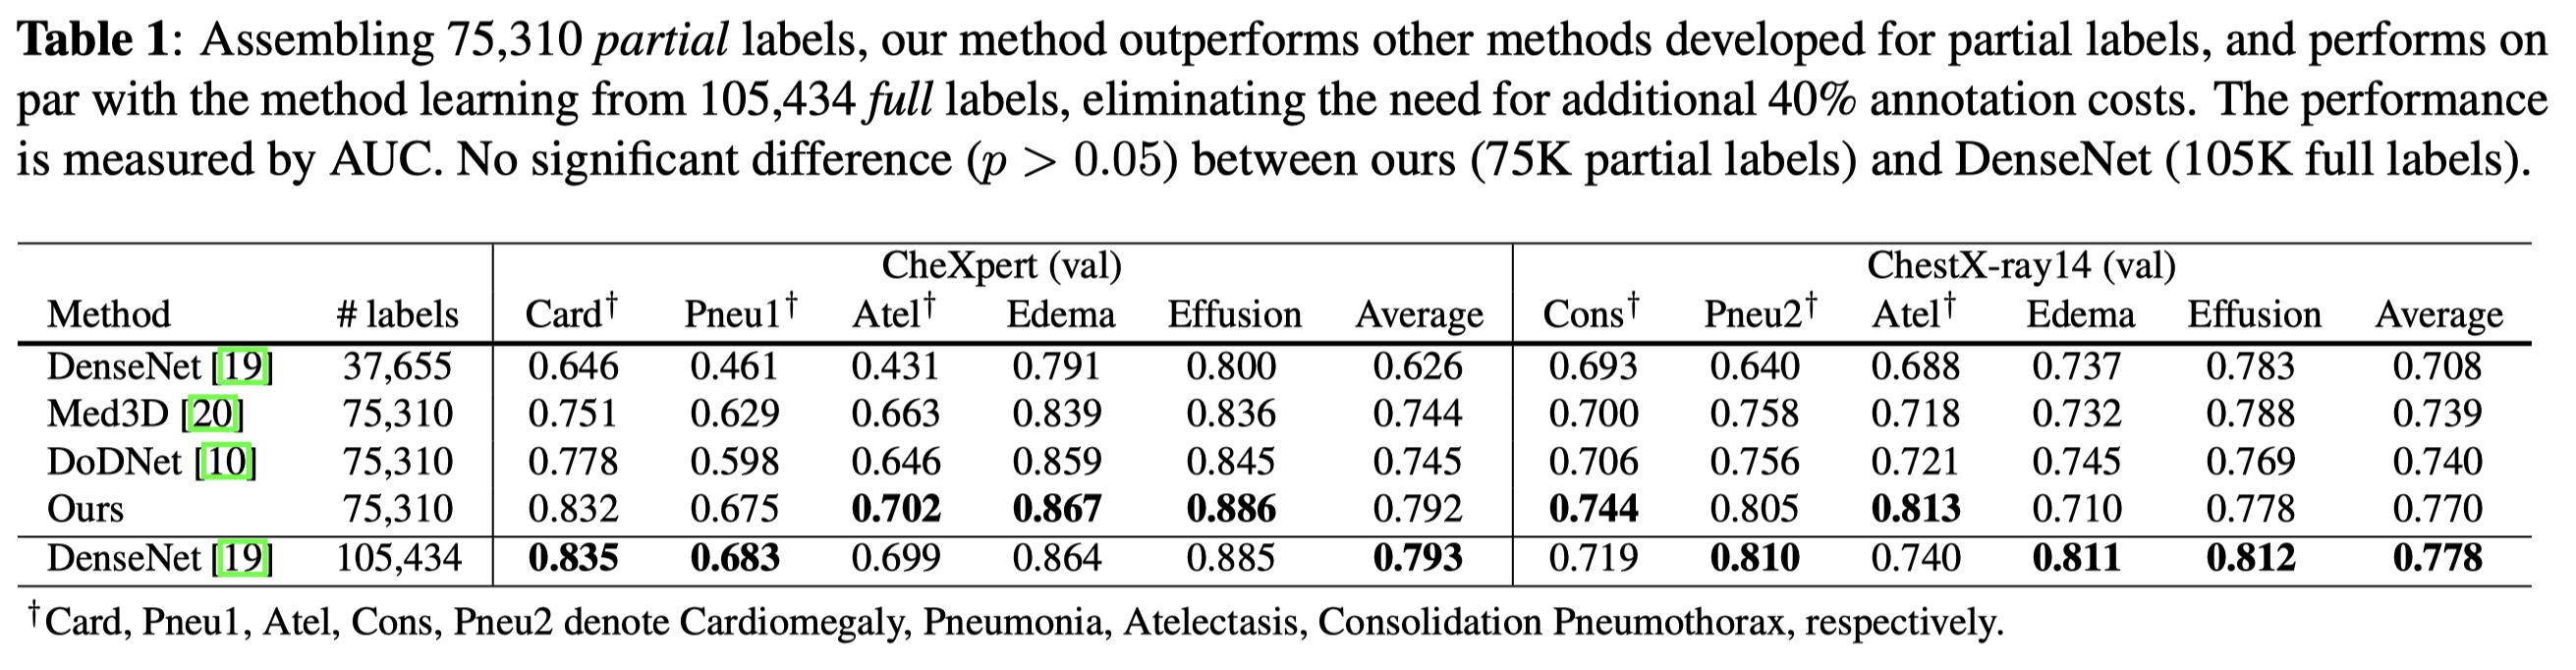 Table 1: Assembling 75,310 partial labels, our method outperforms other methods developed for partial labels, and performs on
par with the method learning from 105,434 full labels, eliminating the need for additional 40% annotation costs. The performance
is measured by AUC. No significant difference (p > 0.05) between ours (75K partial labels) and DenseNet (105K full labels).
CheXpert (val) ChestX-ray14 (val)
Method # labels Card† Pneu1† Atel† Edema Effusion Average Cons† Pneu2† Atel† Edema Effusion Average
DenseNet [19] 37,655 0.646 0.461 0.431 0.791 0.800 0.626 0.693 0.640 0.688 0.737 0.783 0.708
Med3D [20] 75,310 0.751 0.629 0.663 0.839 0.836 0.744 0.700 0.758 0.718 0.732 0.788 0.739
DoDNet [10] 75,310 0.778 0.598 0.646 0.859 0.845 0.745 0.706 0.756 0.721 0.745 0.769 0.740
Ours 75,310 0.832 0.675 0.702 0.867 0.886 0.792 0.744 0.805 0.813 0.710 0.778 0.770
DenseNet [19] 105,434 0.835 0.683 0.699 0.864 0.885 0.793 0.719 0.810 0.740 0.811 0.812 0.778
†Card, Pneu1, Atel, Cons, Pneu2 denote Cardiomegaly, Pneumonia, Atelectasis, Consolidation Pneumothorax, respectively.